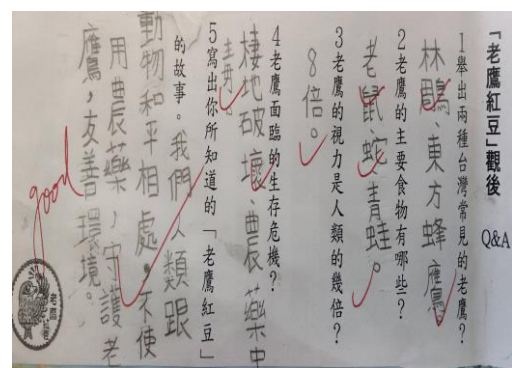 「老鷹紅豆」觀後 Q&A
1舉出兩種台灣常見的老鷹?
林鵰、東方蜂鷹
2老鷹的主要食物有哪些?
老鼠、蛇、青蛙。
3老鷹的視力是人類的幾倍?
8倍。
4老鷹面臨的生存危機?
棲地破壞、農藥中
毒。
5寫出你所知道的「老鷹紅豆」
的故事。我們人類跟
動物和平相處,不使
用農藥,守護老
鷹,友善環境。
good
老鷹